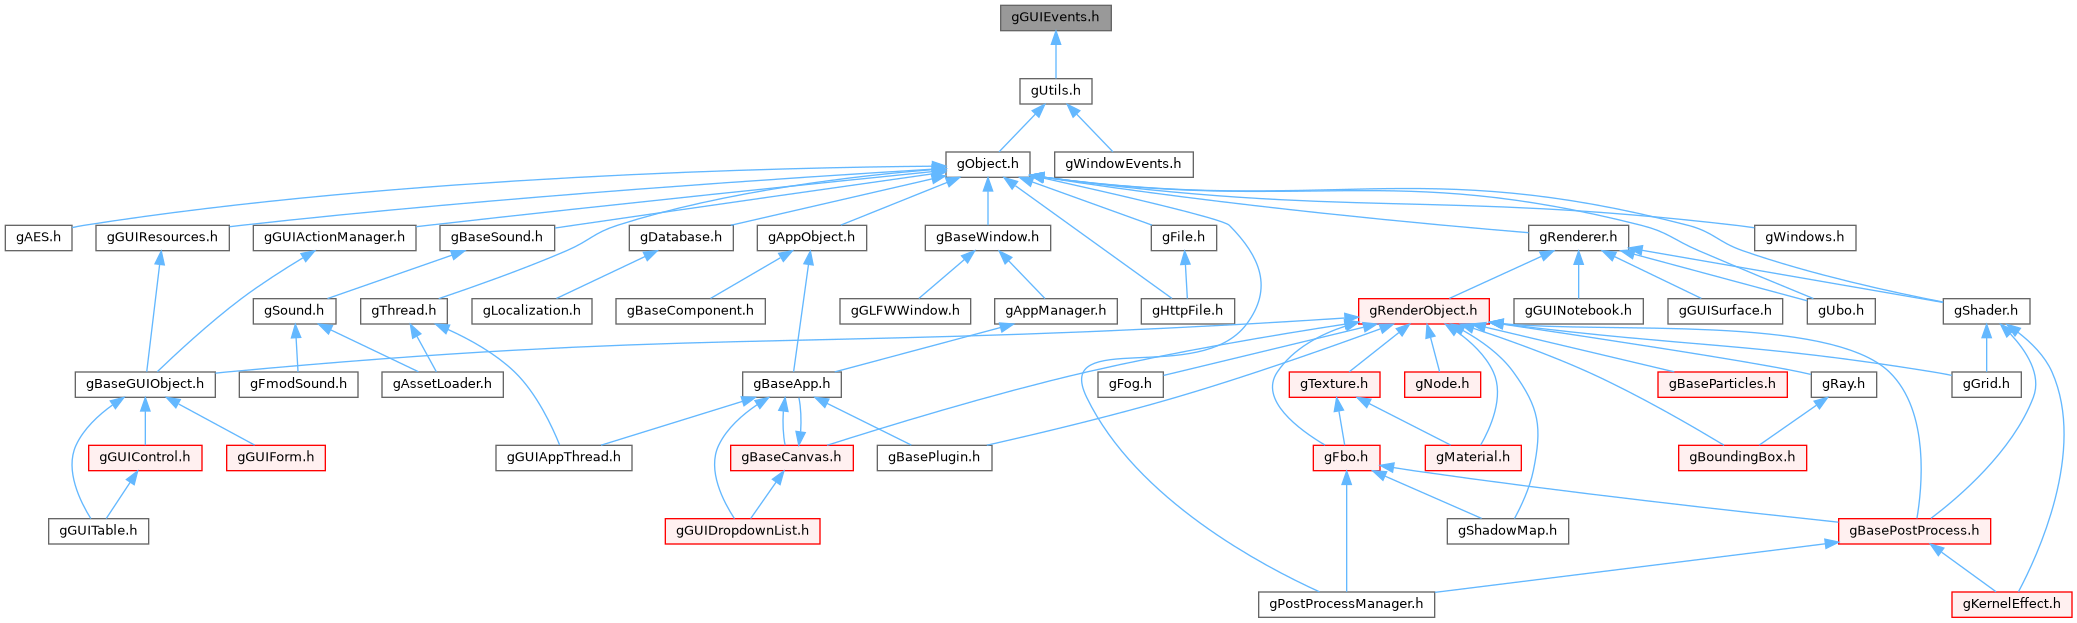 gGUIEvents.h
gUtils.h
gObject.h
gWindowEvents.h
gAES.h
gGUIResources.h
gGUIActionManager.h
gBaseSound.h
gDatabase.h
gAppObject.h
gBaseWindow.h
gFile.h
gRenderer.h
gWindows.h
gSound.h
gThread.h
gLocalization.h
gBaseComponent.h
gGLFWWindow.h
gAppManager.h
gHttpFile.h
gRenderObject.h
gGUINotebook.h
gGUISurface.h
gUbo.h
gShader.h
gBaseGUIObject.h
gFmodSound.h
gAssetLoader.h
gBaseApp.h
gFog.h
gTexture.h
gNode.h
gBaseParticles.h
gRay.h
gGrid.h
gGUIControl.h
gGUIForm.h
gGUIAppThread.h
gBaseCanvas.h
gBasePlugin.h
gFbo.h
gMaterial.h
gBoundingBox.h
gGUITable.h
gGUIDropdownList.h
gShadowMap.h
gBasePostProcess.h
gPostProcessManager.h
gKernelEffect.h